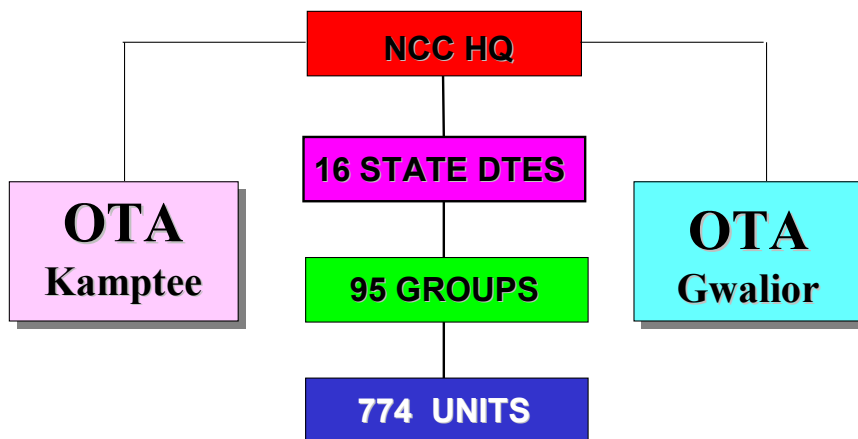 NCC HQ
16 STATE DTES
OTA
Kamptee
OTA
Gwalior
95 GROUPS
774 UNITS